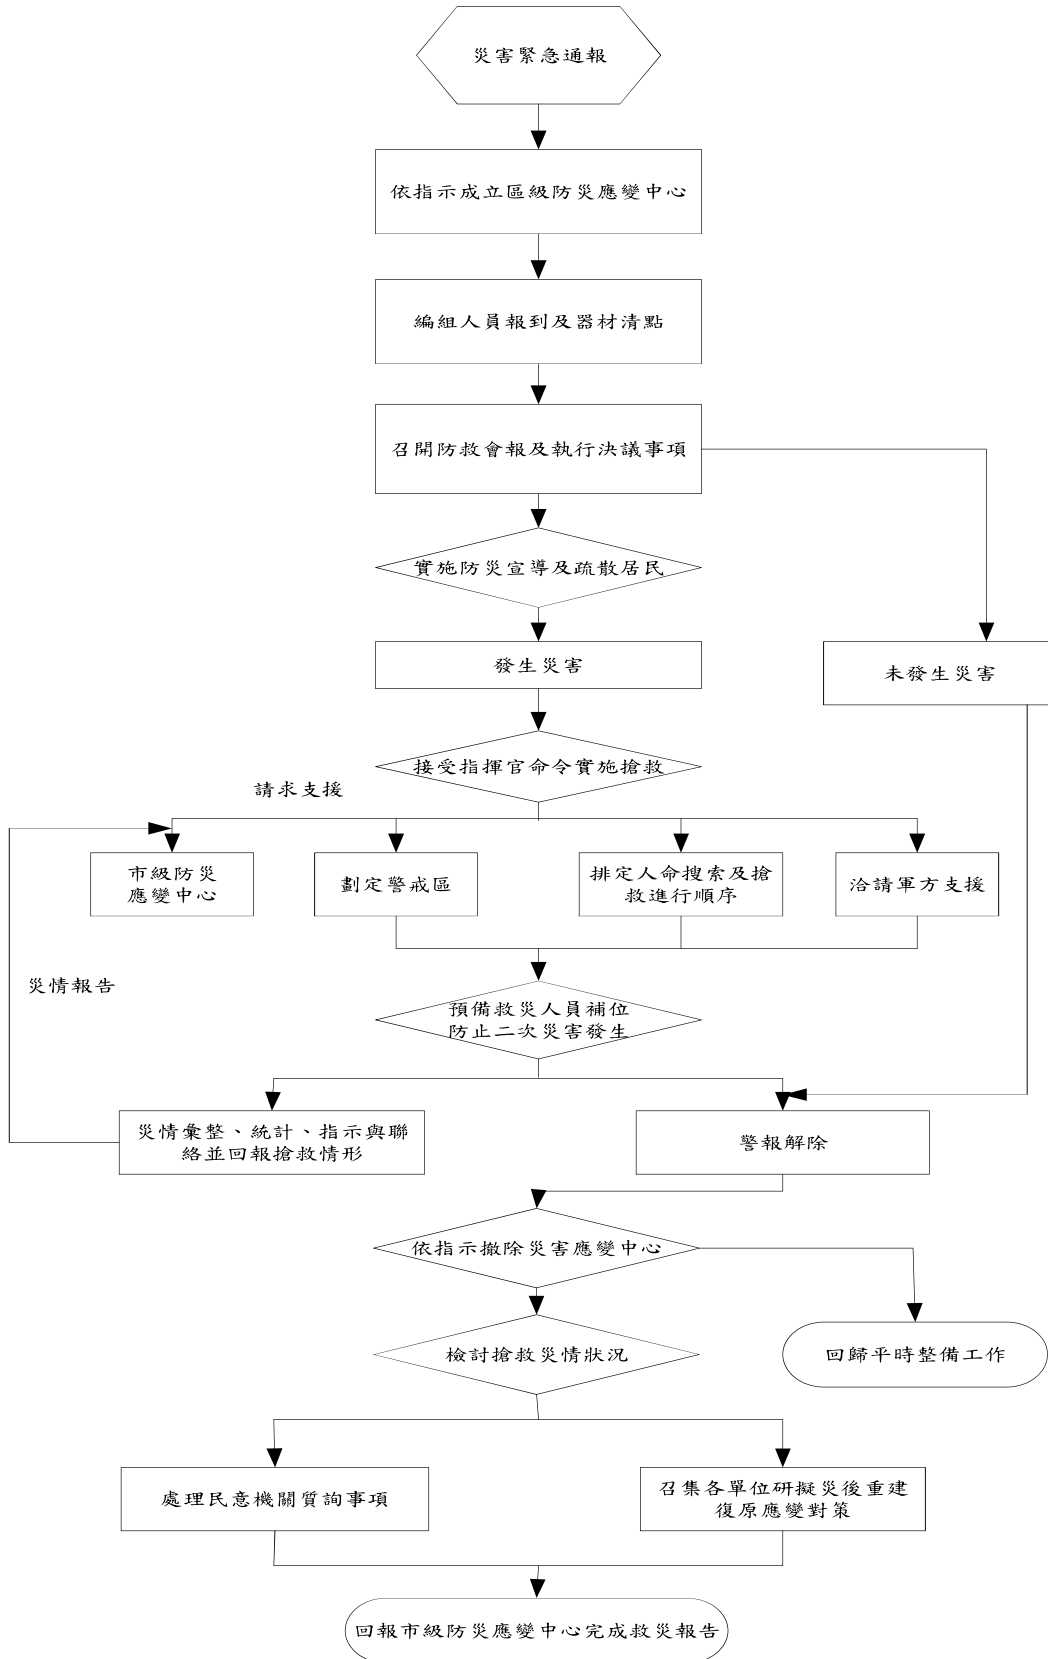 災害緊急通報
依指示成立區級防災應變中心
編組人員報到及器材清點
召開防救會報及執行決議事項
實施防災宣導及疏散居民
發生災害
未發生災害
接受指揮官命令實施搶救
請求支援
市級防災
應變中心
劃定警戒區
排定人命搜索及搶
救進行順序
洽請軍方支援
災情報告
預備救災人員補位
防止二次災害發生
災情彙整、統計、指示與聯
絡並回報搶救情形
警報解除
依指示撤除災害應變中心
檢討搶救災情狀況
回歸平時整備工作
處理民意機關質詢事項
召集各單位研擬災後重建
復原應變對策
回報市級防災應變中心完成救災報告